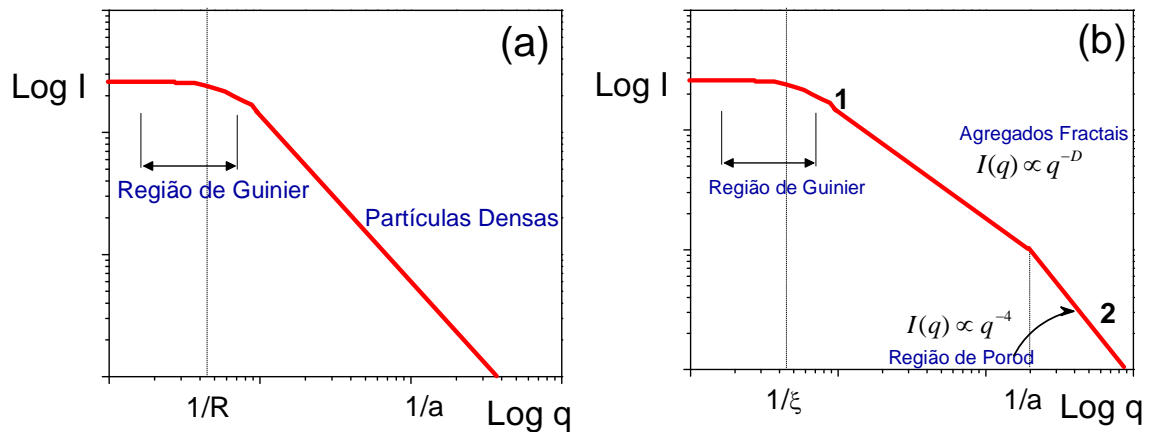 (a)
Log I
Região de Guinier
Partículas Densas
1/R
1/a
Log q
(b)
Log I
1
Agregados Fractais
I(q) ∝ q⁻ᴰ
Região de Guinier
2
I(q) ∝ q⁻⁴
Região de Porod
1/ξ
1/a
Log q